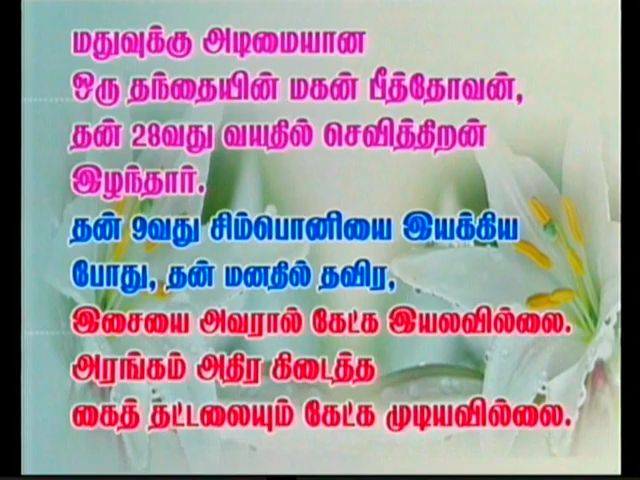 மதுவுக்கு அடிமையான
ஒரு தந்தையின் மகன் பீத்தோவன்,
தன் 28வது வயதில் செவித்திறன்
இழந்தார்.
தன் 9வது சிம்பொனியை இயக்கிய
போது, தன் மனதில் தவிர,
இசையை அவரால் கேட்க இயலவில்லை.
அரங்கம் அதிர கிடைத்த
கைத் தட்டலையும் கேட்க முடியவில்லை.